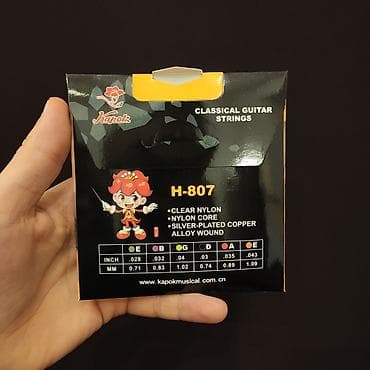 Kapok
CLASSICAL GUITAR
STRINGS
H-807
•CLEAR NYLON
•NYLON CORE
•SILVER-PLATED COPPER
ALLOY WOUND
E B G D A E
INCH .028 .032 .04 .03 .035 .043
MM 0.71 0.83 1.02 0.74 0.89 1.09
www.kapokmusical.com.cn